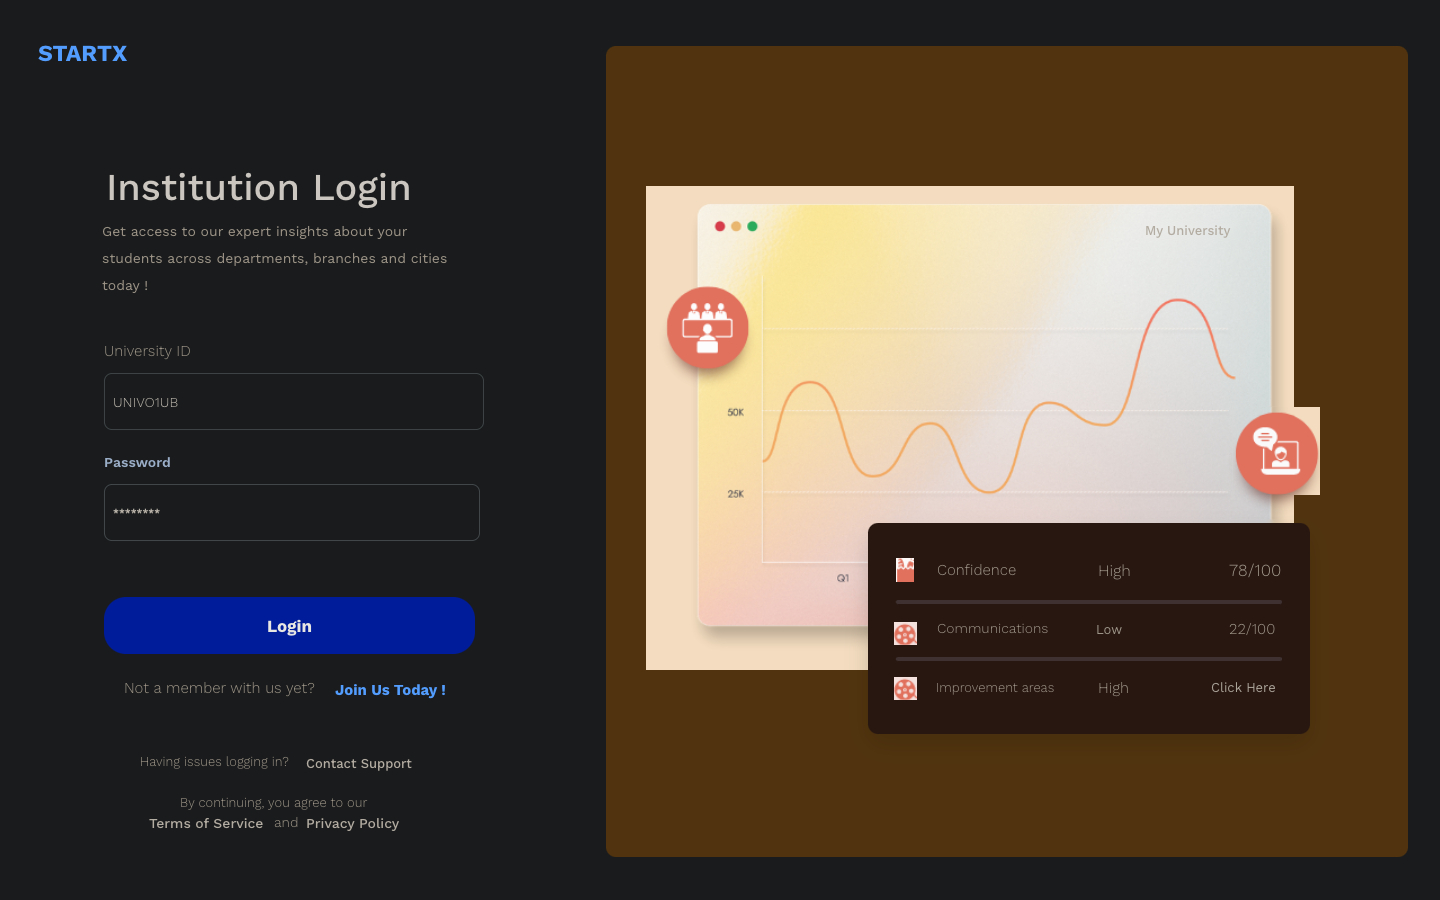 STARTX
Institution Login
Get access to our expert insights about your
students across departments, branches and cities
today !
University ID
UNIVO1UB
Password
********
Login
Not a member with us yet? Join Us Today !
Having issues logging in? Contact Support
By continuing, you agree to our
Terms of Service and Privacy Policy
My University
50K
25K
Q1
Confidence High 78/100
Communications Low 22/100
Improvement areas High Click Here